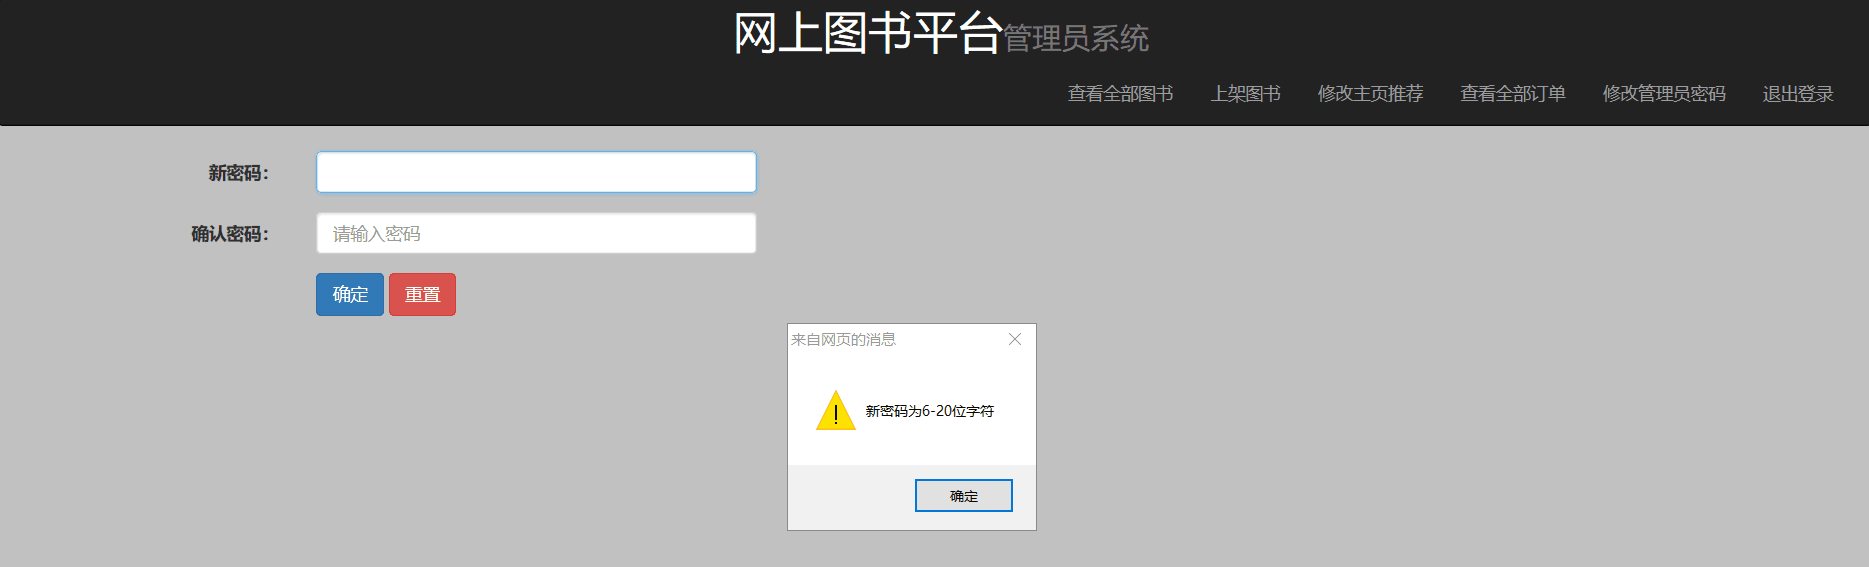 网上图书平台管理员系统
查看全部图书 上架图书 修改主页推荐 查看全部订单 修改管理员密码 退出登录
新密码：
确认密码： 请输入密码
确定 重置
来自网页的消息
新密码为6-20位字符
确定